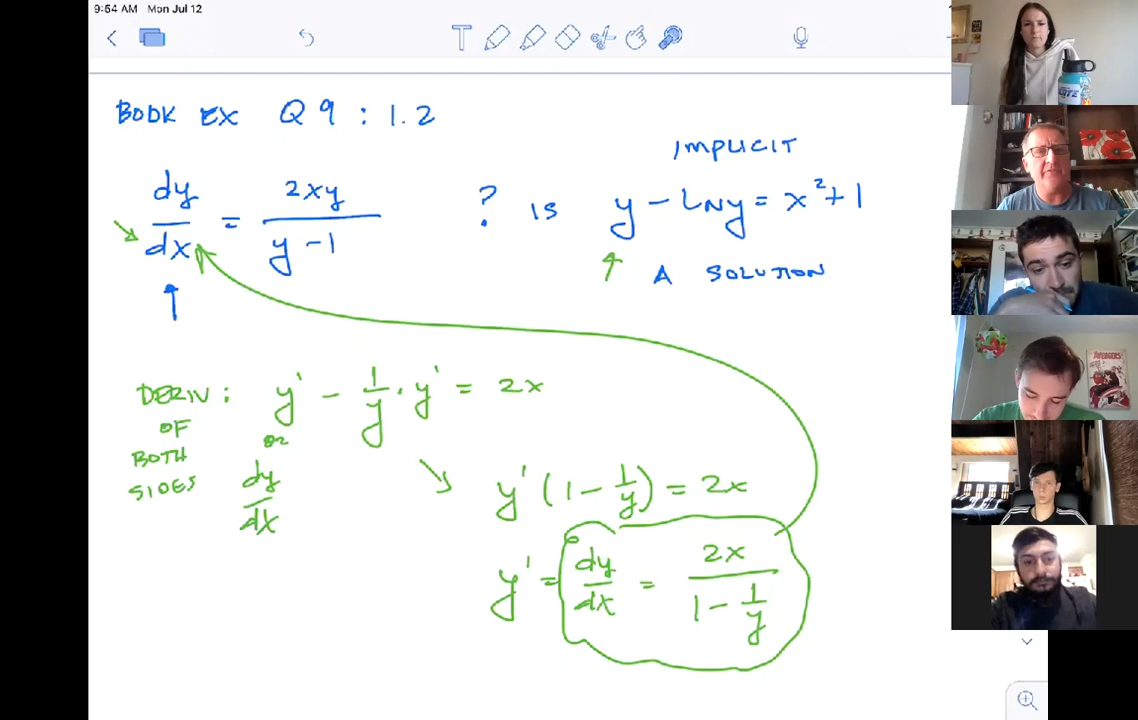 9:54 AM Mon Jul 12
BOOK EX Q 9 : 1.2
IMPLICIT
dy/dx = 2xy/(y - 1) ? IS y - LNy = x² + 1
A SOLUTION
DERIV : y' - 1/y · y' = 2x
OF
BOTH
SIDES
or
dy/dx
y' (1 - 1/y) = 2x
y' = dy/dx = 2x/(1 - 1/y)
AVENGERS